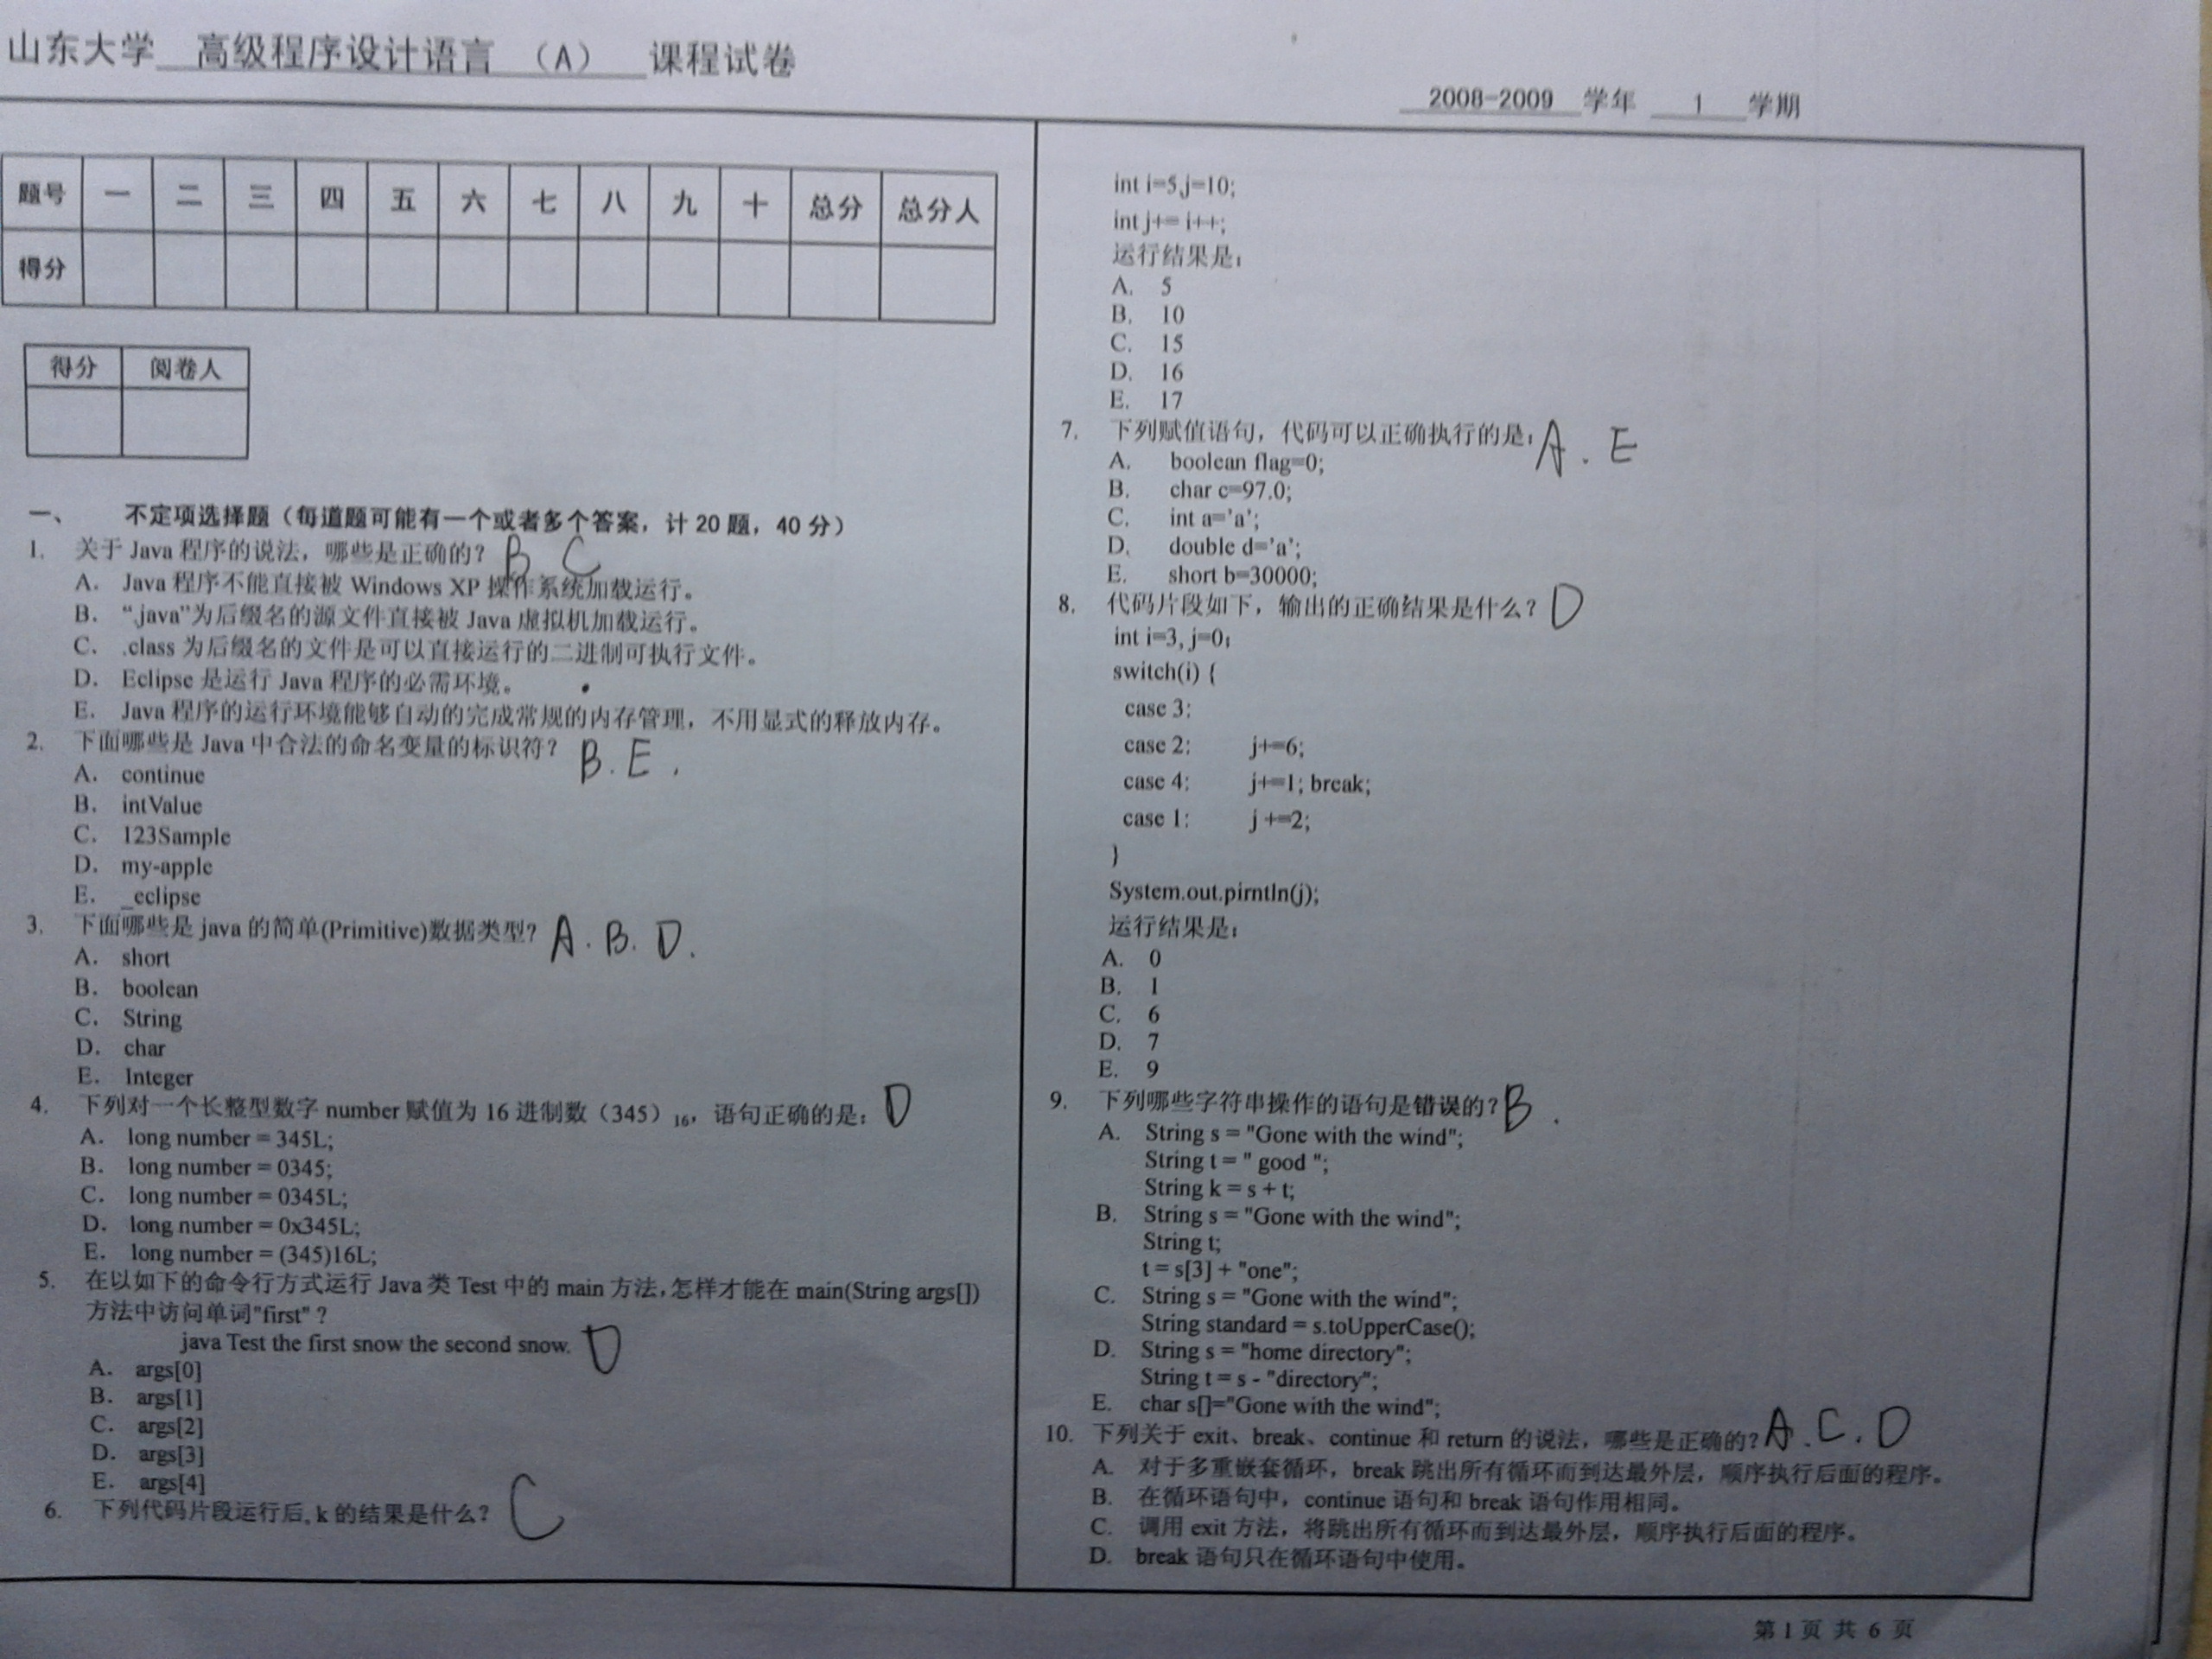 山东大学 高级程序设计语言 （A） 课程试卷
2008-2009 学年 1 学期
题号 一 二 三 四 五 六 七 八 九 十 总分 总分人
得分
得分 阅卷人
一、 不定项选择题（每道题可能有一个或者多个答案，计 20 题，40 分）
1. 关于 Java 程序的说法，哪些是正确的？ B C
A. Java 程序不能直接被 Windows XP 操作系统加载运行。
B. “.java”为后缀名的源文件直接被 Java 虚拟机加载运行。
C. .class 为后缀名的文件是可以直接运行的二进制可执行文件。
D. Eclipse 是运行 Java 程序的必需环境。
E. Java 程序的运行环境能够自动的完成常规的内存管理，不用显式的释放内存。
2. 下面哪些是 Java 中合法的命名变量的标识符？ B. E .
A. continue
B. intValue
C. 123Sample
D. my-apple
E. _eclipse
3. 下面哪些是 java 的简单(Primitive)数据类型？ A. B. D.
A. short
B. boolean
C. String
D. char
E. Integer
4. 下列对一个长整型数字 number 赋值为 16 进制数（345）16，语句正确的是： D
A. long number = 345L;
B. long number = 0345;
C. long number = 0345L;
D. long number = 0x345L;
E. long number = (345)16L;
5. 在以如下的命令行方式运行 Java 类 Test 中的 main 方法，怎样才能在 main(String args[])
方法中访问单词"first"？
java Test the first snow the second snow. D
A. args[0]
B. args[1]
C. args[2]
D. args[3]
E. args[4]
6. 下列代码片段运行后, k 的结果是什么？ C
int i=5,j=10;
int j+= i++;
运行结果是：
A. 5
B. 10
C. 15
D. 16
E. 17
7. 下列赋值语句，代码可以正确执行的是： A . E
A. boolean flag=0;
B. char c=97.0;
C. int a='a';
D. double d='a';
E. short b=30000;
8. 代码片段如下，输出的正确结果是什么？ D
int i=3, j=0;
switch(i) {
case 3:
case 2: j+=6;
case 4: j+=1; break;
case 1: j +=2;
}
System.out.pirntln(j);
运行结果是：
A. 0
B. 1
C. 6
D. 7
E. 9
9. 下列哪些字符串操作的语句是错误的？ B .
A. String s = "Gone with the wind";
String t = " good ";
String k = s + t;
B. String s = "Gone with the wind";
String t;
t = s[3] + "one";
C. String s = "Gone with the wind";
String standard = s.toUpperCase();
D. String s = "home directory";
String t = s - "directory";
E. char s[]="Gone with the wind";
10. 下列关于 exit、break、continue 和 return 的说法，哪些是正确的？ A . C . D
A. 对于多重嵌套循环，break 跳出所有循环而到达最外层，顺序执行后面的程序。
B. 在循环语句中，continue 语句和 break 语句作用相同。
C. 调用 exit 方法，将跳出所有循环而到达最外层，顺序执行后面的程序。
D. break 语句只在循环语句中使用。
第 1 页 共 6 页